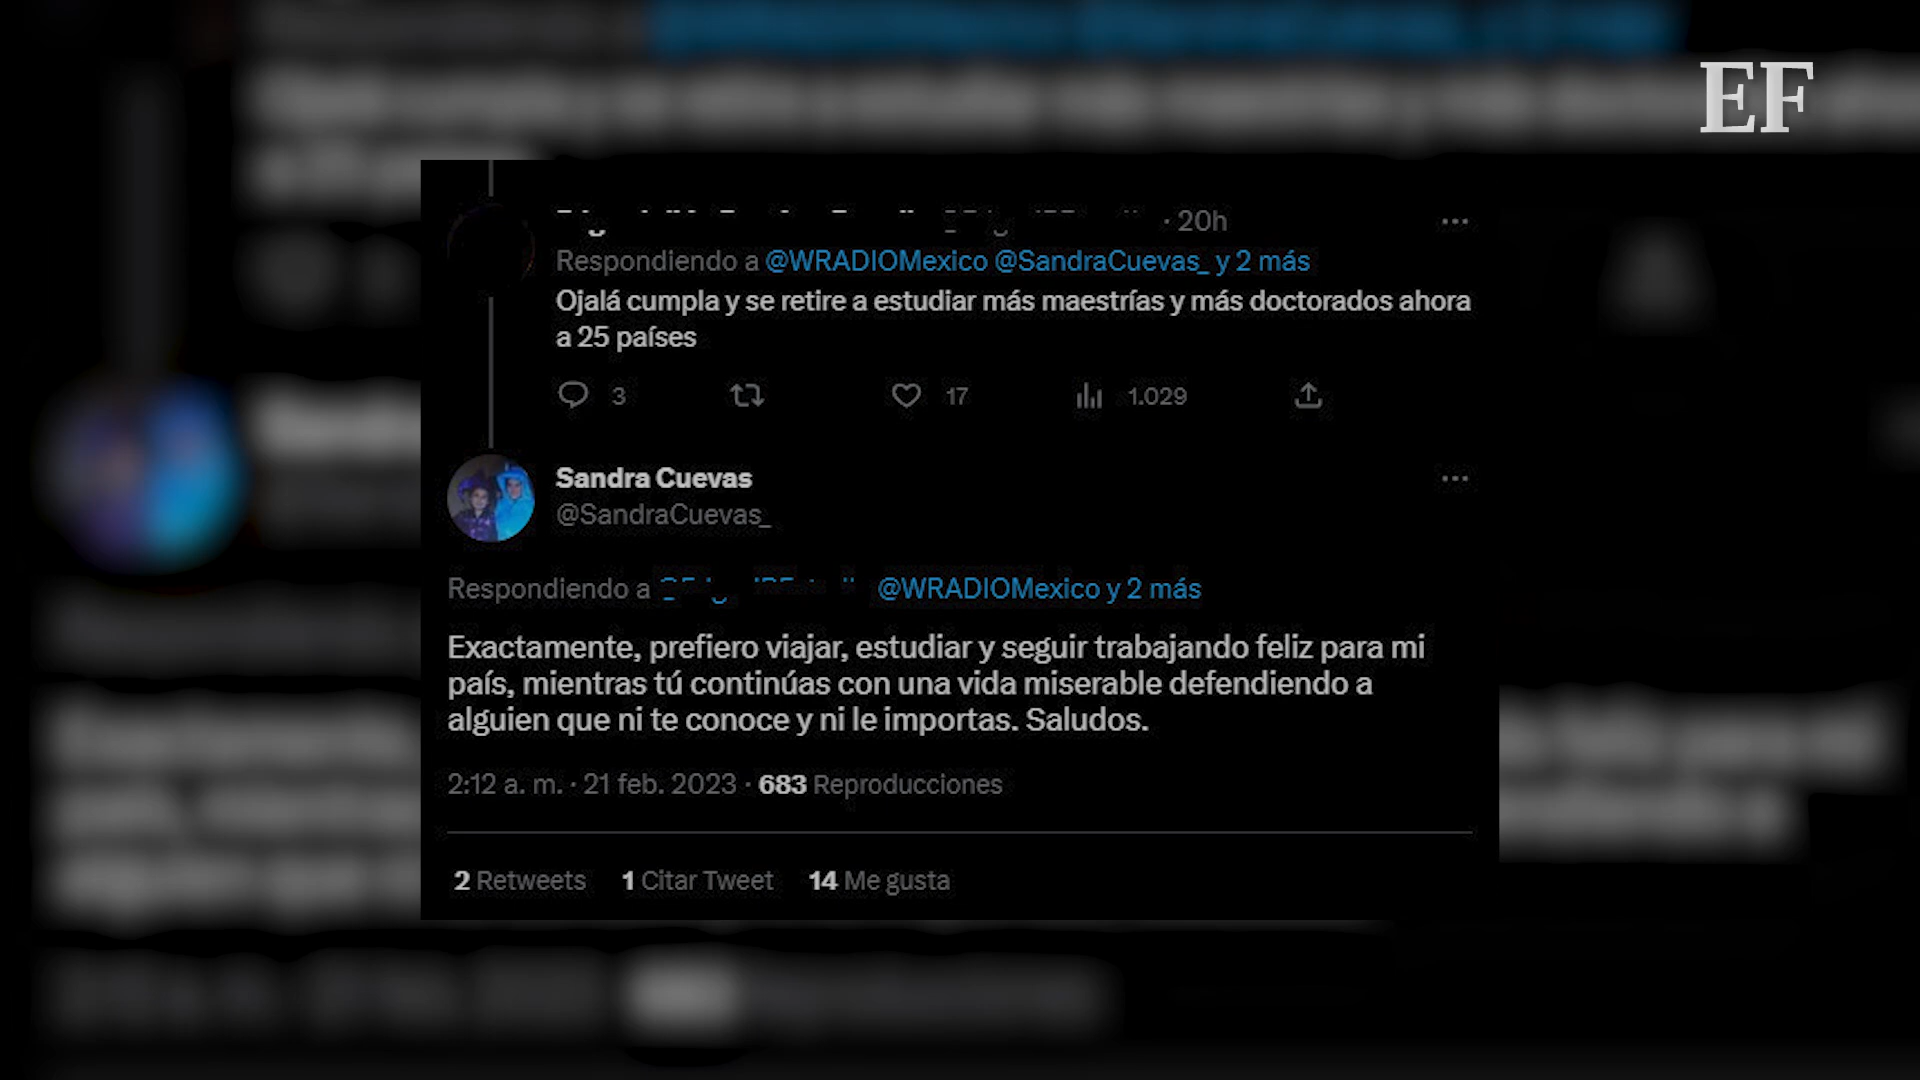 EF
· 20h
Respondiendo a @WRADIOMexico @SandraCuevas_ y 2 más
Ojalá cumpla y se retire a estudiar más maestrías y más doctorados ahora
a 25 países
3 17 1.029
Sandra Cuevas
@SandraCuevas_
Respondiendo a @WRADIOMexico y 2 más
Exactamente, prefiero viajar, estudiar y seguir trabajando feliz para mi
país, mientras tú continúas con una vida miserable defendiendo a
alguien que ni te conoce y ni le importas. Saludos.
2:12 a. m. · 21 feb. 2023 · 683 Reproducciones
2 Retweets 1 Citar Tweet 14 Me gusta